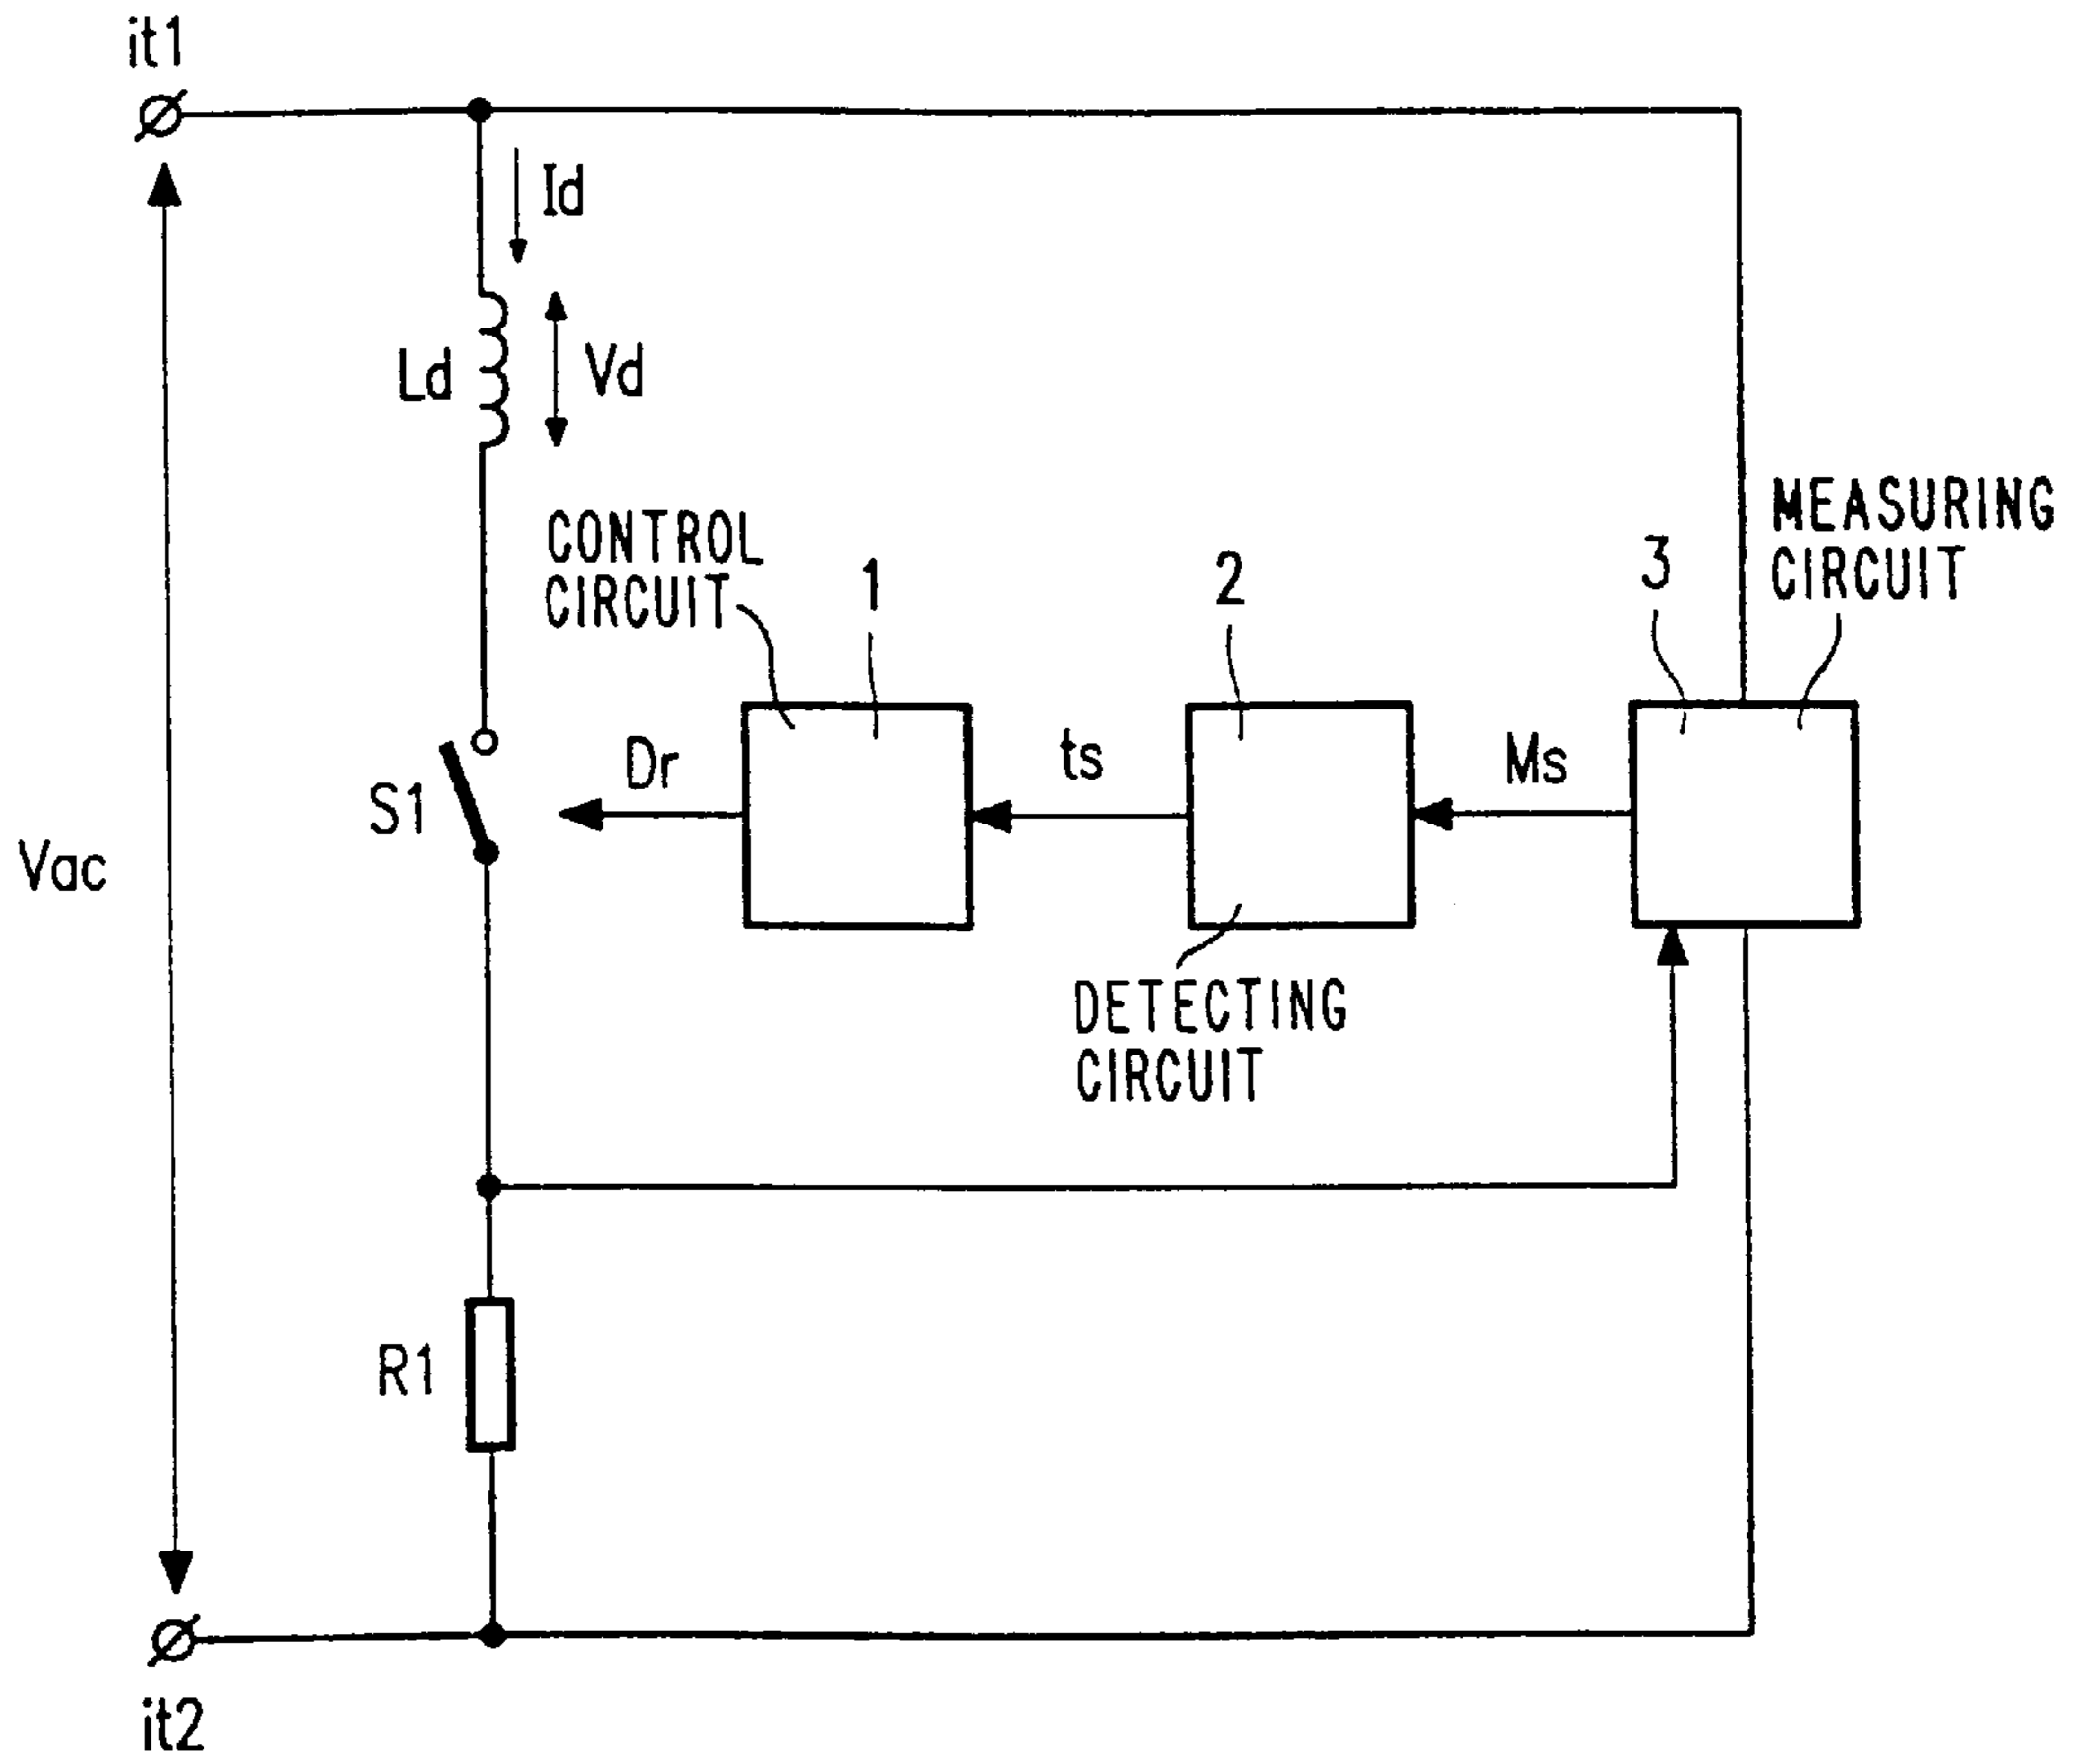 it1
Id
Ld
Vd
CONTROL
CIRCUIT
1
2
3
MEASURING
CIRCUIT
S1
Dr
ts
Ms
Vac
DETECTING
CIRCUIT
R1
it2